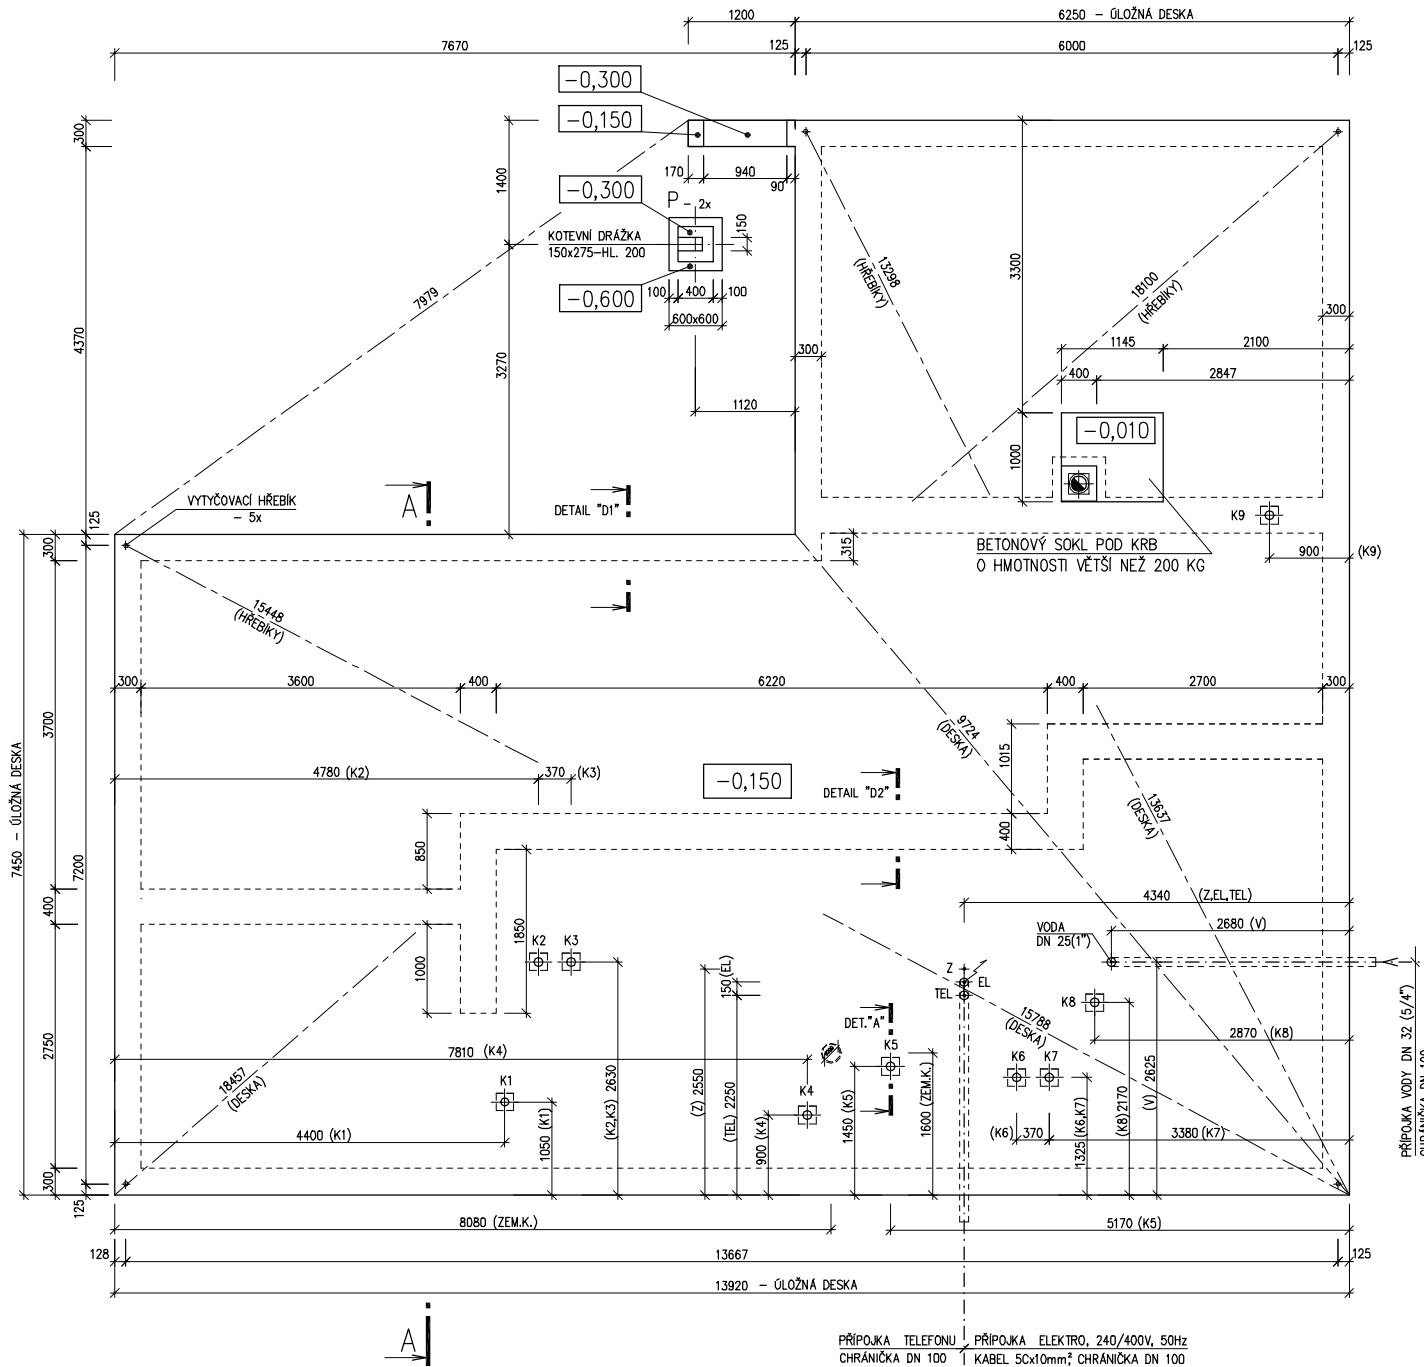 1200
6250 – ÚLOŽNÁ DESKA
7670
125
6000
125
-0,300
-0,150
300
170
940
90
1400
-0,300
P – 2x
150
KOTEVNÍ DRÁŽKA
150x275-HL. 200
-0,600
100
400
100
600x600
13298
(HŘEBÍKY)
18100
(HŘEBÍKY)
3300
300
7979
4370
3270
300
1145
2100
400
2847
1120
-0,010
1000
VYTYČOVACÍ HŘEBÍK
– 5x
A
DETAIL "D1"
K9
125
300
315
BETONOVÝ SOKL POD KRB
O HMOTNOSTI VĚTŠÍ NEŽ 200 KG
900
(K9)
15448
(HŘEBÍKY)
300
3600
400
6220
400
2700
300
3700
9724
(DESKA)
1015
4780 (K2)
370
(K3)
-0,150
DETAIL "D2"
13637
(DESKA)
7450 – ÚLOŽNÁ DESKA
7200
850
400
400
4340
(Z,EL,TEL)
2680 (V)
VODA
DN 25(1")
1850
1000
K2
K3
150 (EL)
Z
EL
TEL
K8
DET."A"
15788
(DESKA)
2870 (K8)
PŘÍPOJKA VODY DN 32 (5/4")
CHRÁNIČKA DN 100
2750
7810 (K4)
K5
K6
K7
18457
(DESKA)
K1
K4
2630
(K2,K3)
(Z) 2550
(TEL) 2250
900 (K4)
1450 (K5)
1600 (ZEM.K.)
1325 (K6,K7)
(K8) 2170
(V) 2625
4400 (K1)
1050 (K1)
(K6)
370
3380 (K7)
300
125
8080 (ZEM.K.)
5170 (K5)
128
13667
125
13920 – ÚLOŽNÁ DESKA
A
PŘÍPOJKA TELEFONU
CHRÁNIČKA DN 100
PŘÍPOJKA ELEKTRO, 240/400V, 50Hz
KABEL 5Cx10mm², CHRÁNIČKA DN 100